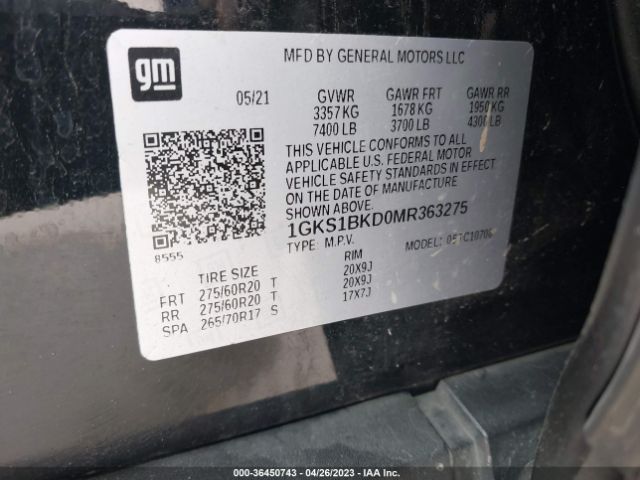 gm
MFD BY GENERAL MOTORS LLC
05/21 GVWR GAWR FRT GAWR RR
3357 KG 1678 KG 1950 KG
7400 LB 3700 LB 4300 LB
THIS VEHICLE CONFORMS TO ALL
APPLICABLE U.S. FEDERAL MOTOR
VEHICLE SAFETY STANDARDS IN EFFECT
ON THE DATE OF MANUFACTURE
SHOWN ABOVE.
1GKS1BKD0MR363275
TYPE: M.P.V. MODEL:
8555
TIRE SIZE RIM
FRT 275/60R20 T 20X9J
RR 275/60R20 T 20X9J
SPA 265/70R17 S 17X7J
000-36450743 - 04/26/2023 - IAA Inc.